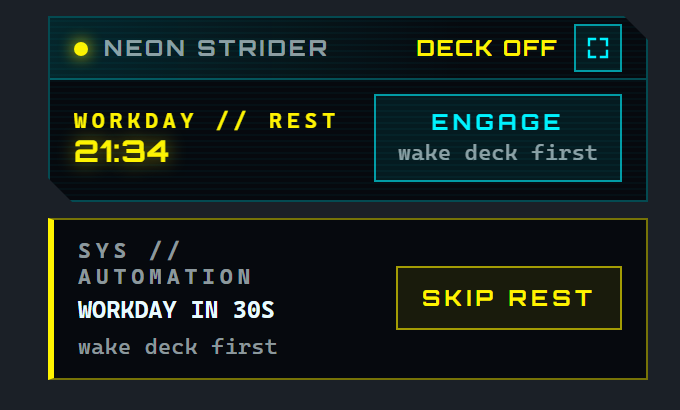 NEON STRIDER
DECK OFF
WORKDAY // REST
21:34
ENGAGE
wake deck first
SYS //
AUTOMATION
WORKDAY IN 30S
wake deck first
SKIP REST